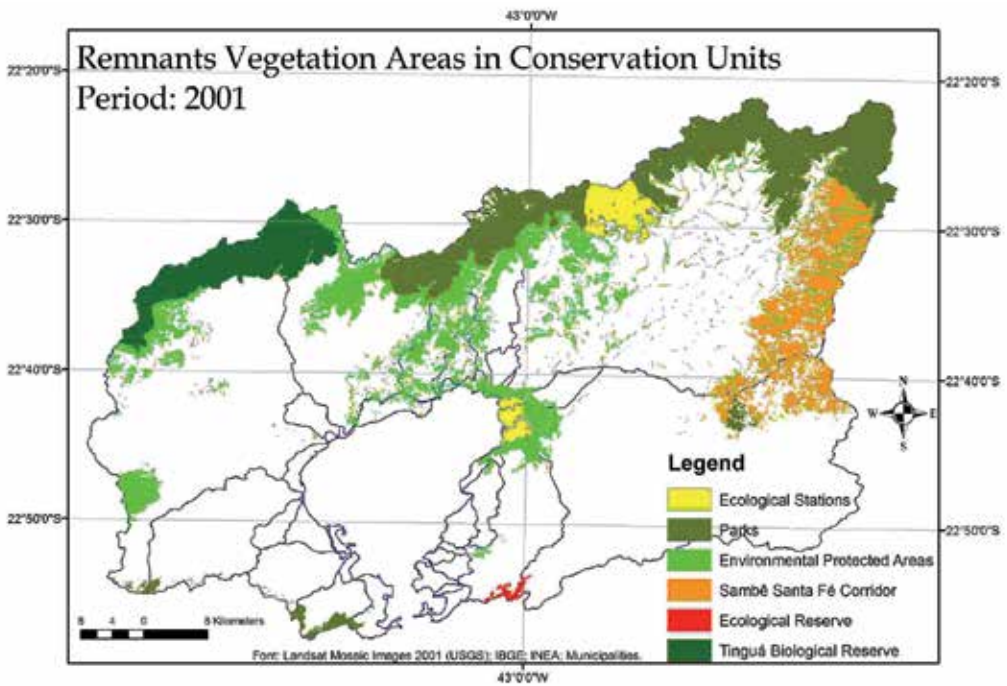 43°0'0"W
Remnants Vegetation Areas in Conservation Units
Period: 2001
22°20'0"S
22°20'0"S
22°30'0"S
22°30'0"S
22°40'0"S
22°40'0"S
N
W E
S
Legend
Ecological Stations
22°50'0"S
Parks
22°50'0"S
Environmental Protected Areas
Sambê Santa Fé Corridor
Ecological Reserve
Tinguá Biological Reserve
8 4 0 8 Kilometers
Font: Landsat Mosaic Images 2001 (USGS); IBGE; INEA; Municipalities.
43°0'0"W